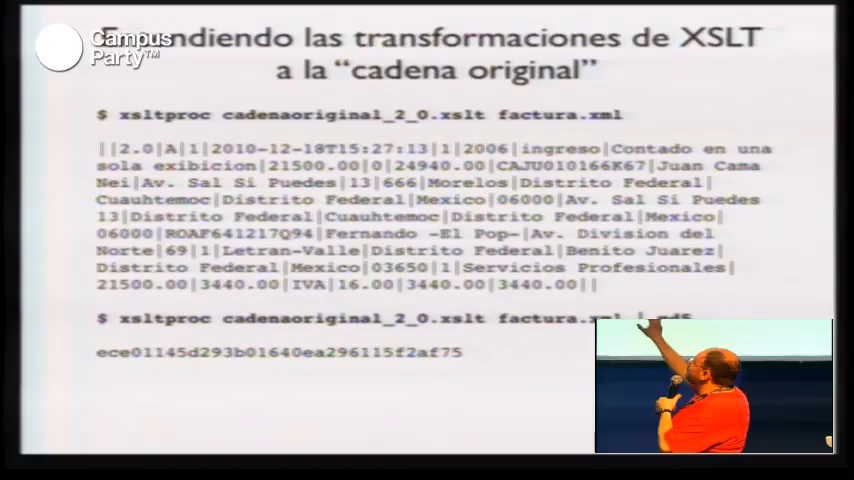 Campus
Party™
ndiendo las transformaciones de XSLT
a la “cadena original”
$ xsltproc cadenaoriginal_2_0.xslt factura.xml
||2.0|A|1|2010-12-18T15:27:13|1|2006|ingreso|Contado en una
sola exibicion|21500.00|0|24940.00|CAJU010166K67|Juan Cama
Nei|Av. Sal Si Puedes|13|666|Morelos|Distrito Federal|
Cuauhtemoc|Distrito Federal|Mexico|06000|Av. Sal Si Puedes
13|Distrito Federal|Cuauhtemoc|Distrito Federal|Mexico|
06000|ROAF641217Q94|Fernando -El Pop-|Av. Division del
Norte|69|1|Letran-Valle|Distrito Federal|Benito Juarez|
Distrito Federal|Mexico|03650|1|Servicios Profesionales|
21500.00|3440.00|IVA|16.00|3440.00|3440.00||
$ xsltproc cadenaoriginal_2_0.xslt factura.xml | md5
ece01145d293b01640ea296115f2af75